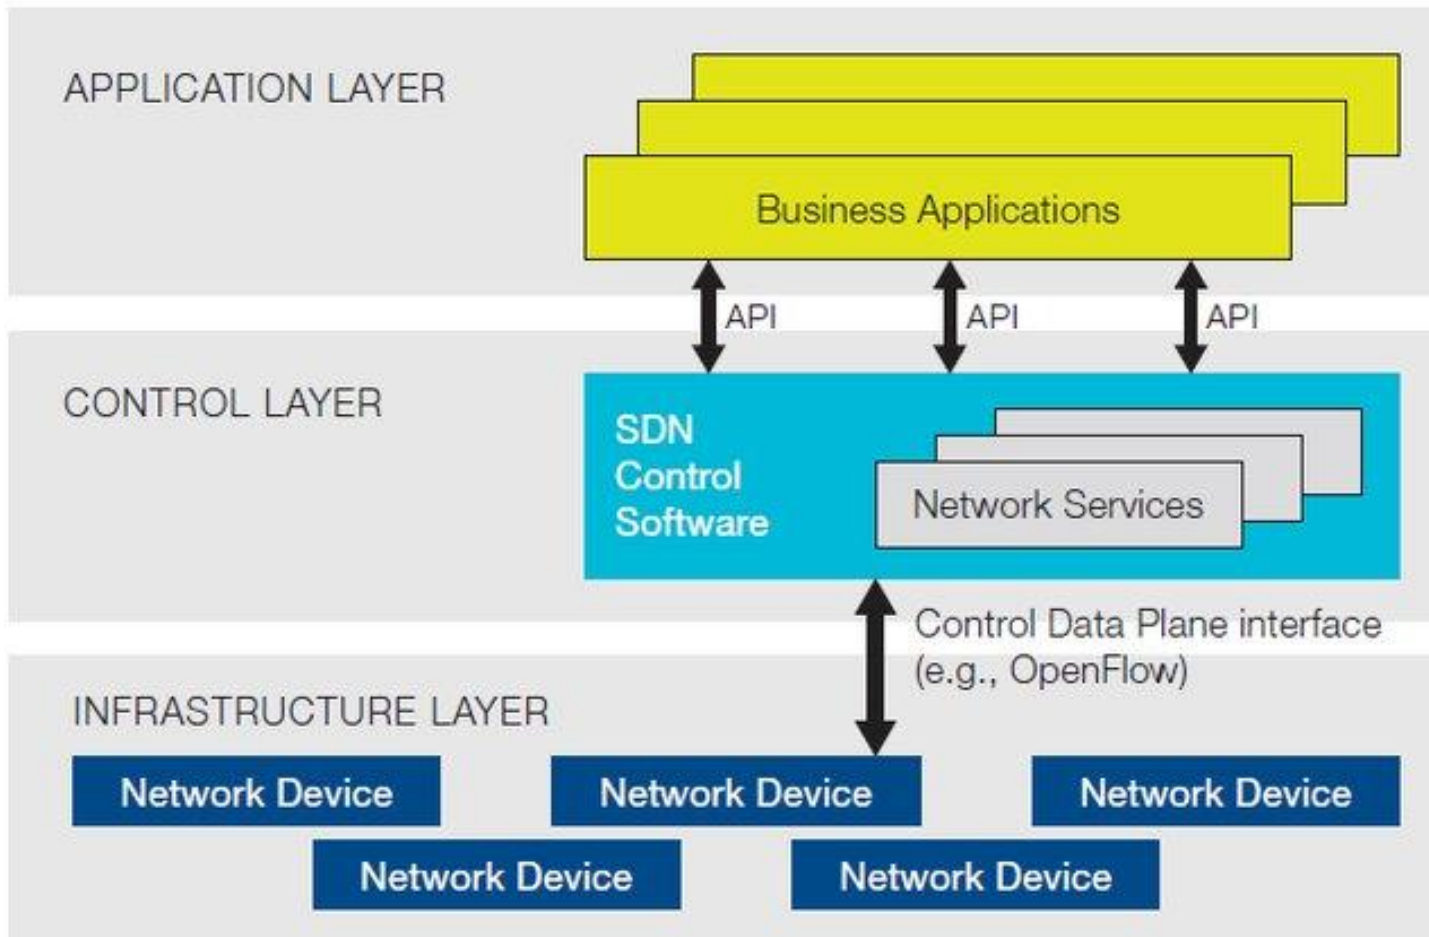 APPLICATION LAYER
Business Applications
API
API
API
CONTROL LAYER
SDN
Control
Software
Network Services
Control Data Plane interface
(e.g., OpenFlow)
INFRASTRUCTURE LAYER
Network Device
Network Device
Network Device
Network Device
Network Device